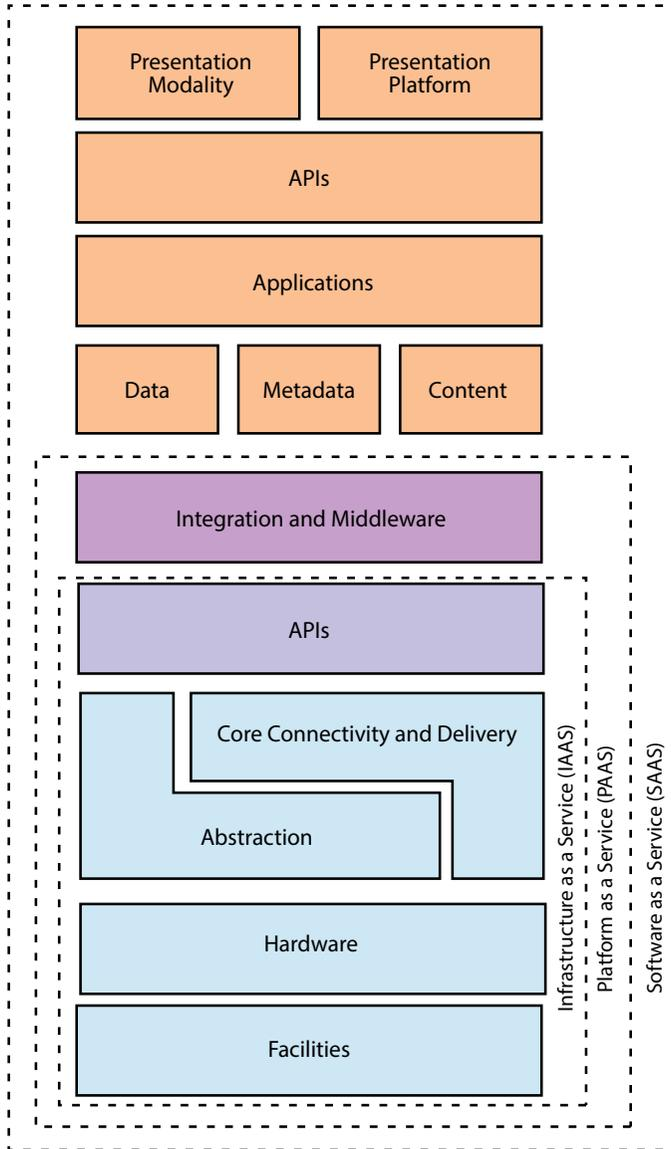 Presentation
Modality
Presentation
Platform
APIs
Applications
Data
Metadata
Content
Integration and Middleware
APIs
Core Connectivity and Delivery
Abstraction
Hardware
Facilities
Infrastructure as a Service (IAAS)
Platform as a Service (PAAS)
Software as a Service (SAAS)